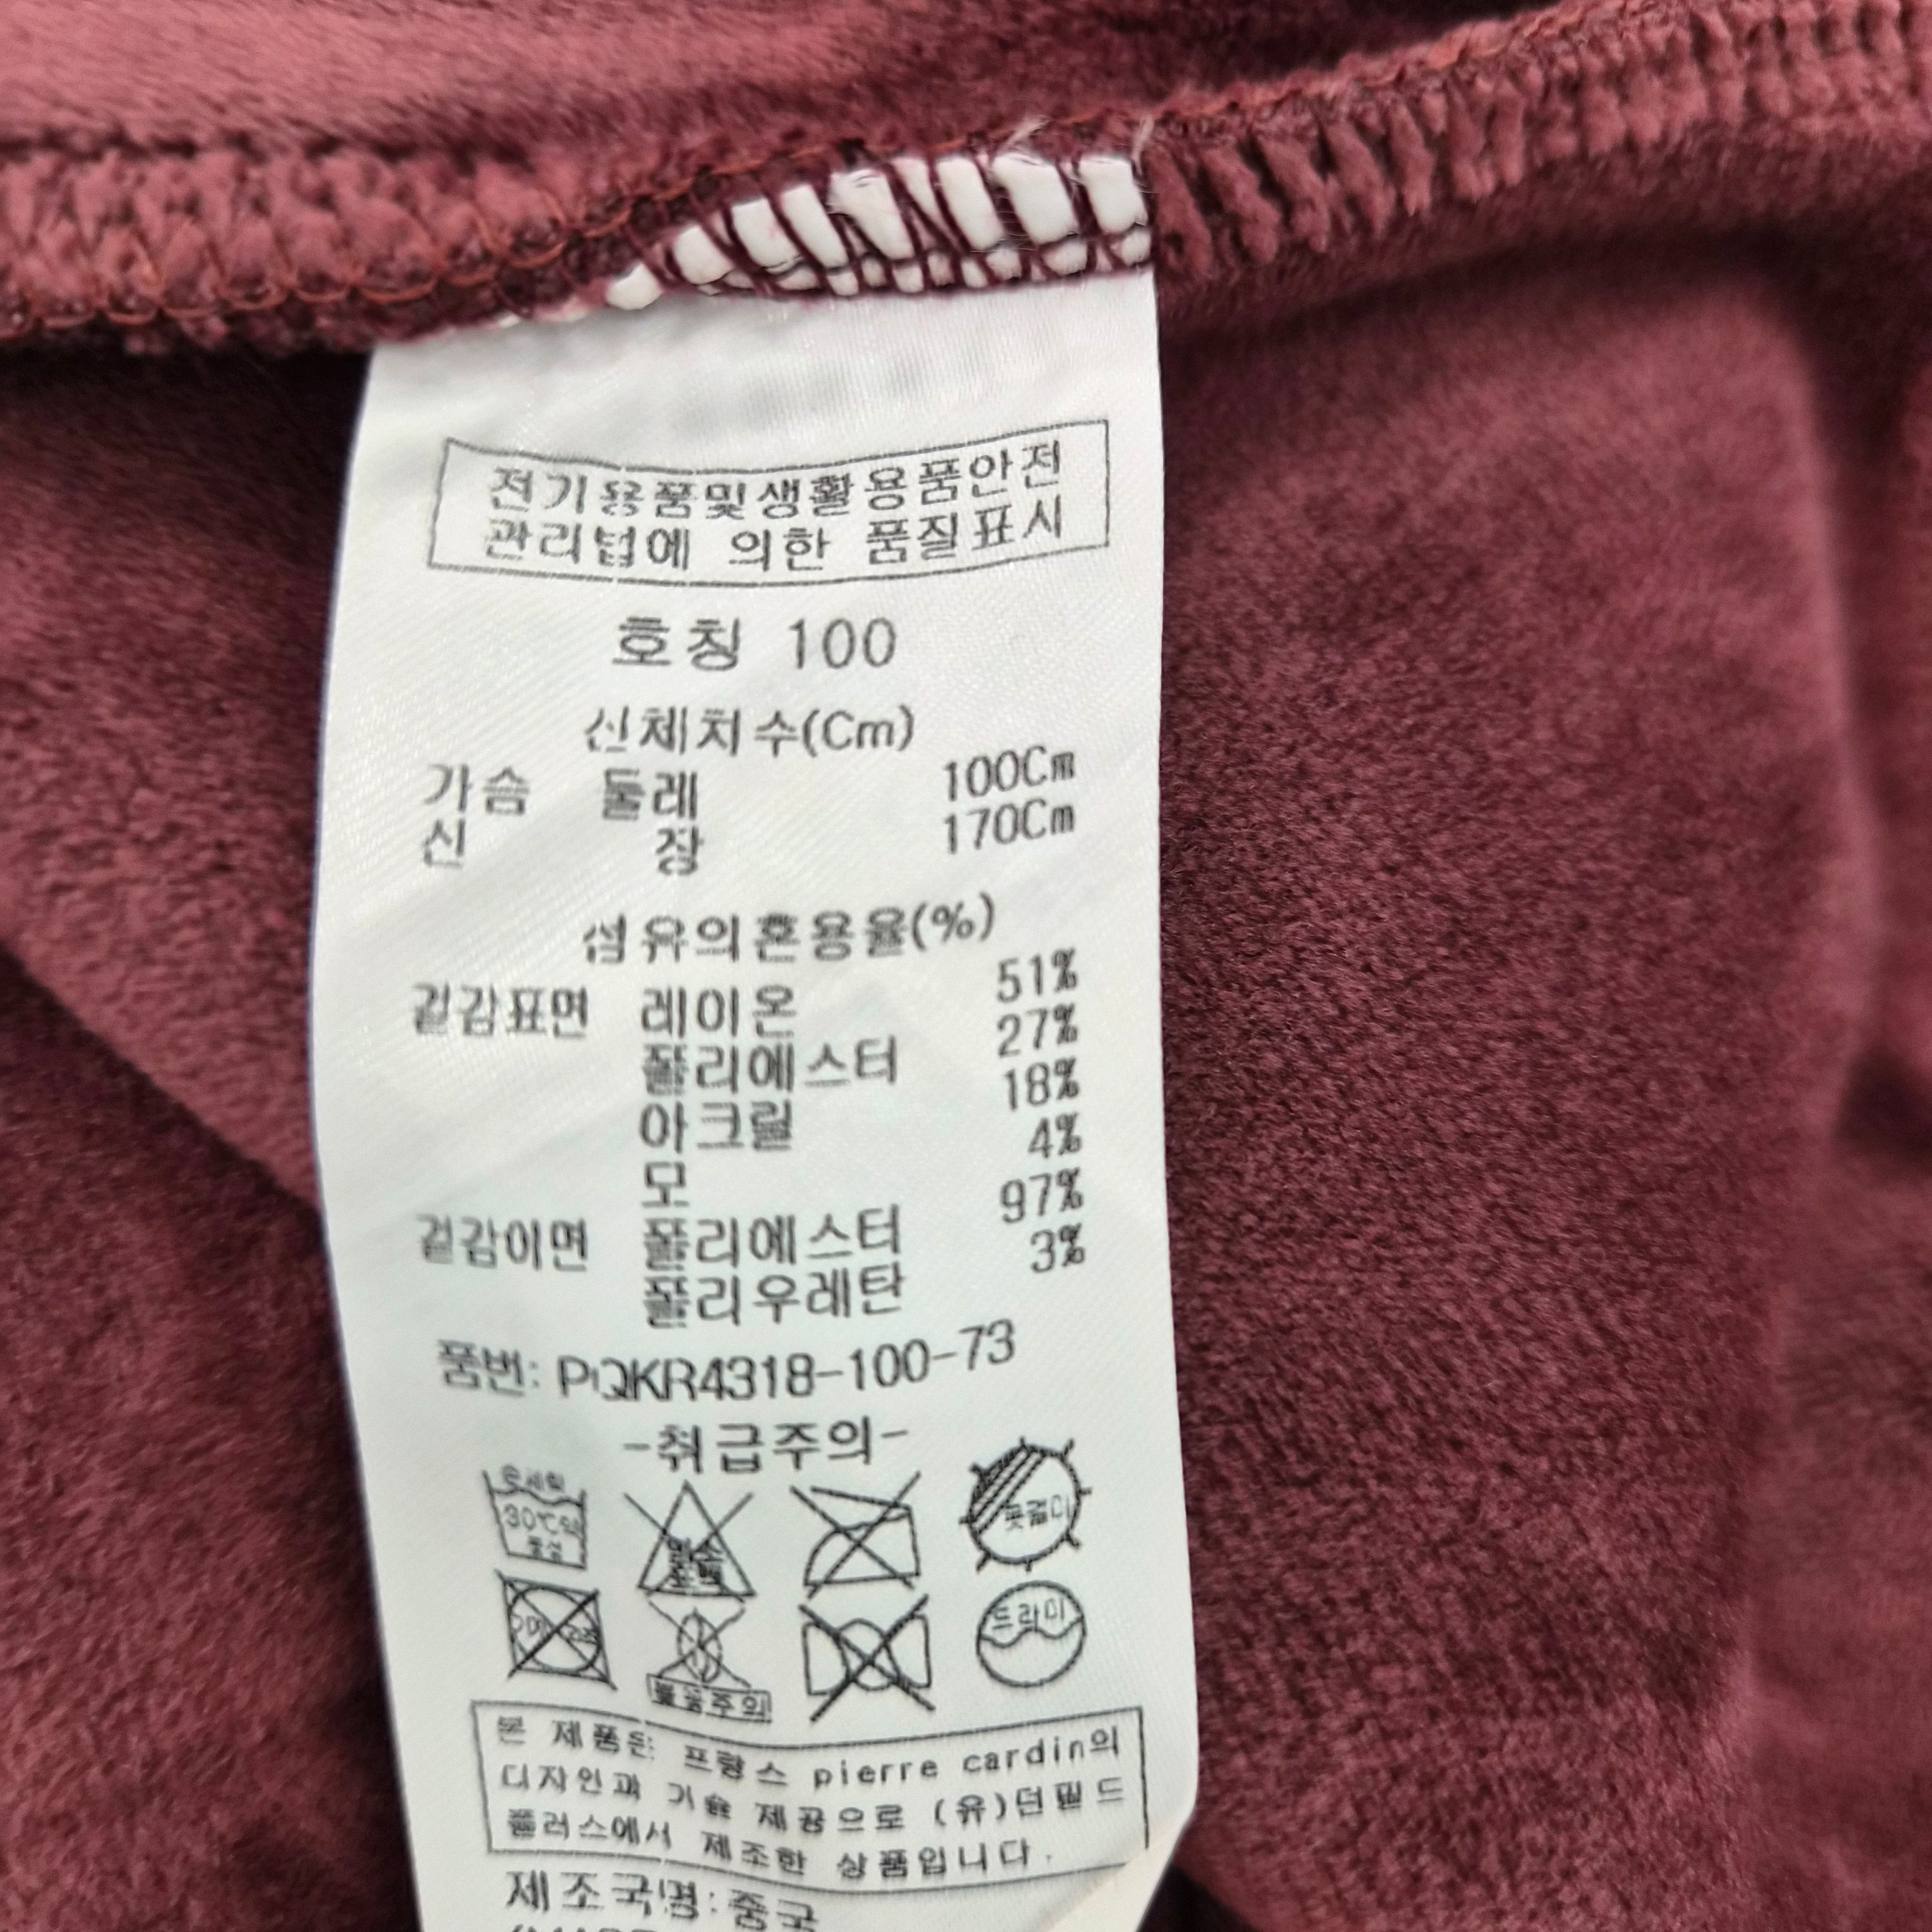 전기용품및생활용품안전
관리법에 의한 품질표시
호칭 100
신체치수(Cm)
가슴 둘레 100Cm
신 장 170Cm
섬유의혼용율(%)
겉감표면 레이온 51%
폴리에스터 27%
아크릴 18%
모 4%
겉감이면 폴리에스터 97%
폴리우레탄 3%
품번: PQKR4318-100-73
-취급주의-
손세탁
30℃
중성
옷걸이
드라이
불꽃주의
본 제품은 프랑스 pierre cardin의
디자인과 기술 제공으로 (유)던필드
플러스에서 제조한 상품입니다.
제조국명:중국